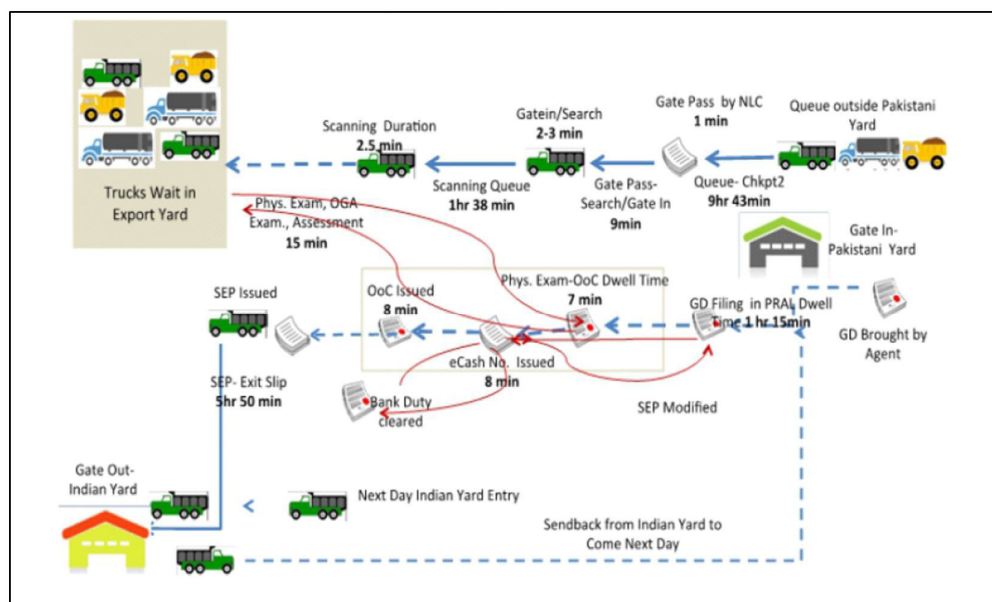 Gate Pass by NLC
1 min
Queue outside Pakistani
Yard
Gatein/Search
2-3 min
Scanning Duration
2.5 min
Trucks Wait in
Export Yard
Scanning Queue
1hr 38 min
Gate Pass-
Search/Gate In
9min
Queue- Chkpt2
9hr 43min
Phys. Exam, OGA
Exam., Assessment
15 min
Gate In-
Pakistani Yard
Phys. Exam-OoC Dwell Time
7 min
SEP Issued
OoC Issued
8 min
GD Filing in PRAL Dwell
Time 1 hr 15min
GD Brought by
Agent
eCash No. Issued
8 min
SEP- Exit Slip
5hr 50 min
Bank Duty
cleared
SEP Modified
Gate Out-
Indian Yard
Next Day Indian Yard Entry
Sendback from Indian Yard to
Come Next Day